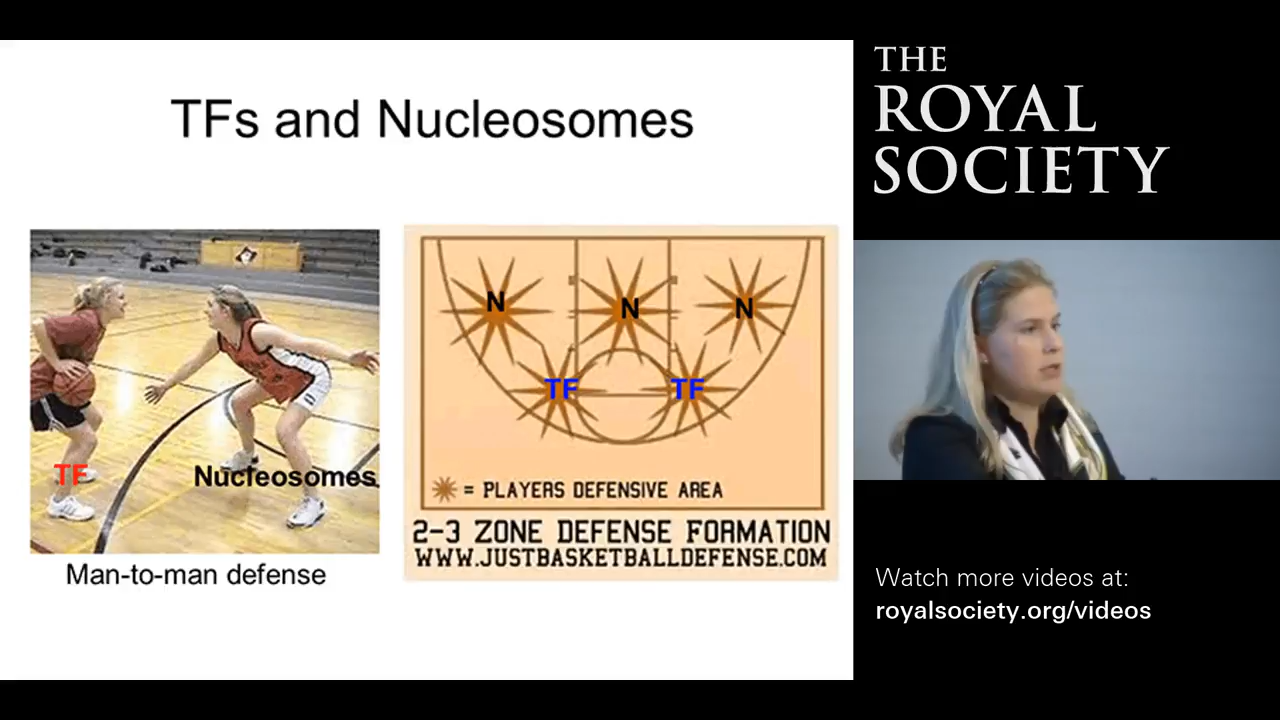 TFs and Nucleosomes
TF
Nucleosomes
Man-to-man defense
N
N
N
TF
TF
= PLAYERS DEFENSIVE AREA
2-3 ZONE DEFENSE FORMATION
WWW.JUSTBASKETBALLDEFENSE.COM
THE
ROYAL
SOCIETY
Watch more videos at:
royalsociety.org/videos